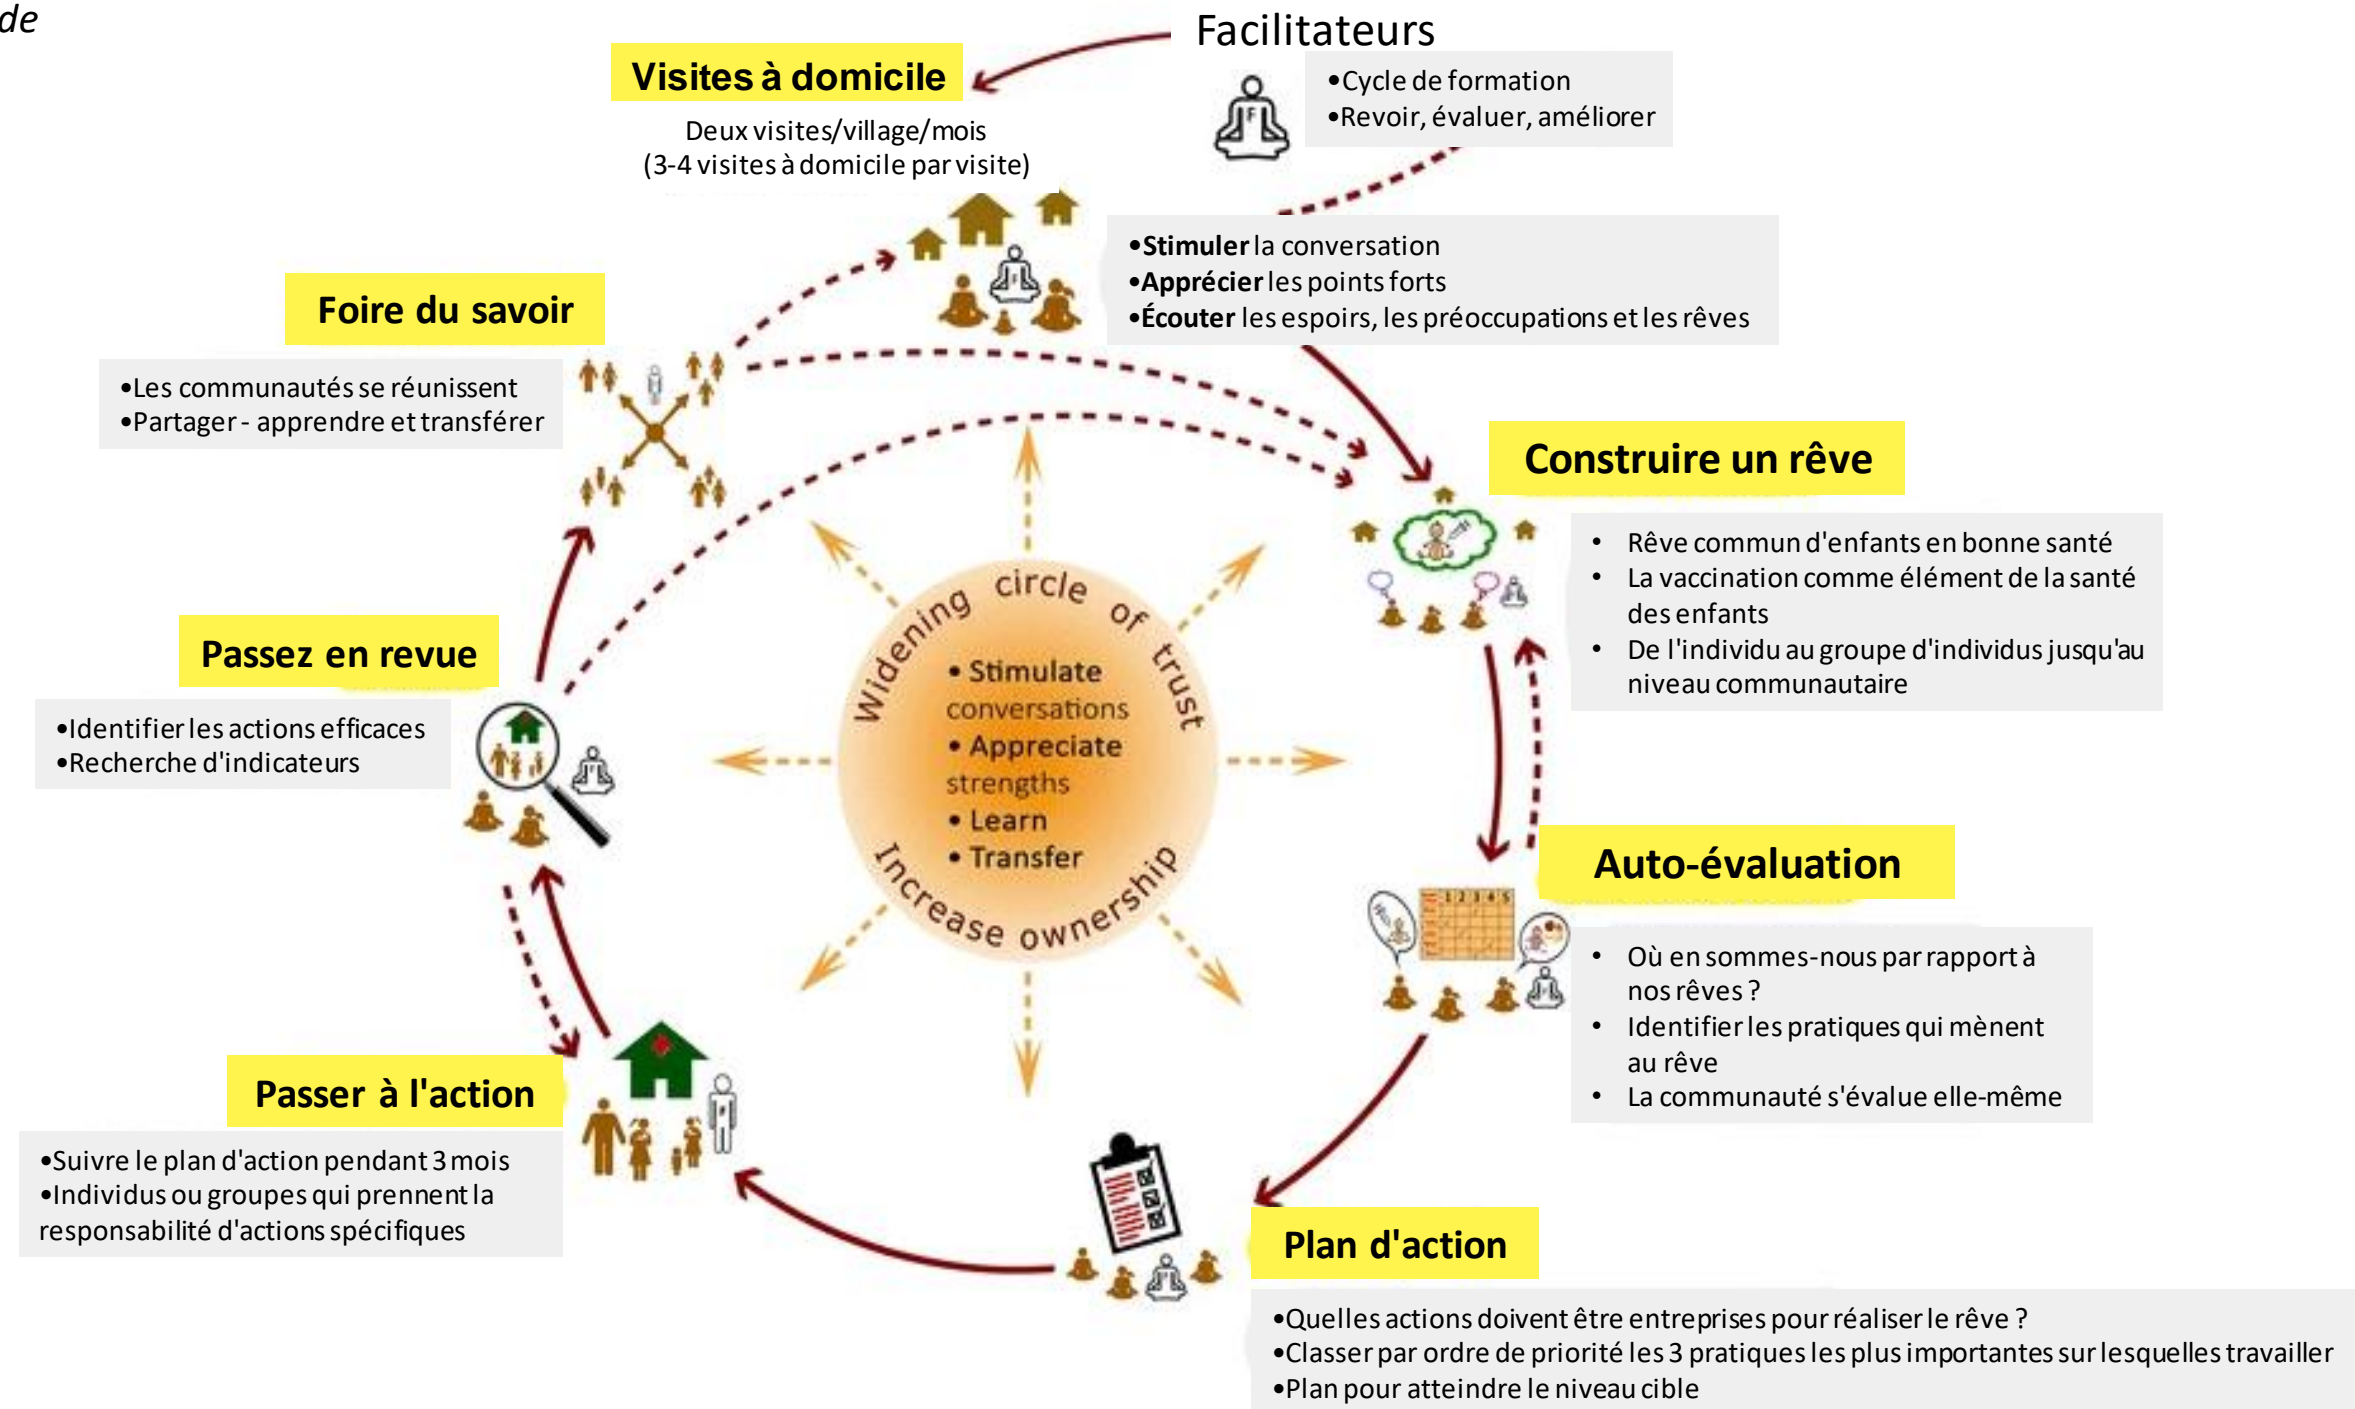 de
Facilitateurs
•Cycle de formation
•Revoir, évaluer, améliorer
Visites à domicile
Deux visites/village/mois
(3-4 visites à domicile par visite)
•Stimuler la conversation
•Apprécier les points forts
•Écouter les espoirs, les préoccupations et les rêves
Foire du savoir
•Les communautés se réunissent
•Partager - apprendre et transférer
Construire un rêve
• Rêve commun d'enfants en bonne santé
• La vaccination comme élément de la santé
des enfants
• De l'individu au groupe d'individus jusqu'au
niveau communautaire
Passez en revue
•Identifier les actions efficaces
•Recherche d'indicateurs
Widening circle of trust
• Stimulate
conversations
• Appreciate
strengths
• Learn
• Transfer
Increase ownership
Auto-évaluation
1 2 3 4 5
• Où en sommes-nous par rapport à
nos rêves ?
• Identifier les pratiques qui mènent
au rêve
• La communauté s'évalue elle-même
Passer à l'action
•Suivre le plan d'action pendant 3 mois
•Individus ou groupes qui prennent la
responsabilité d'actions spécifiques
Plan d'action
•Quelles actions doivent être entreprises pour réaliser le rêve ?
•Classer par ordre de priorité les 3 pratiques les plus importantes sur lesquelles travailler
•Plan pour atteindre le niveau cible